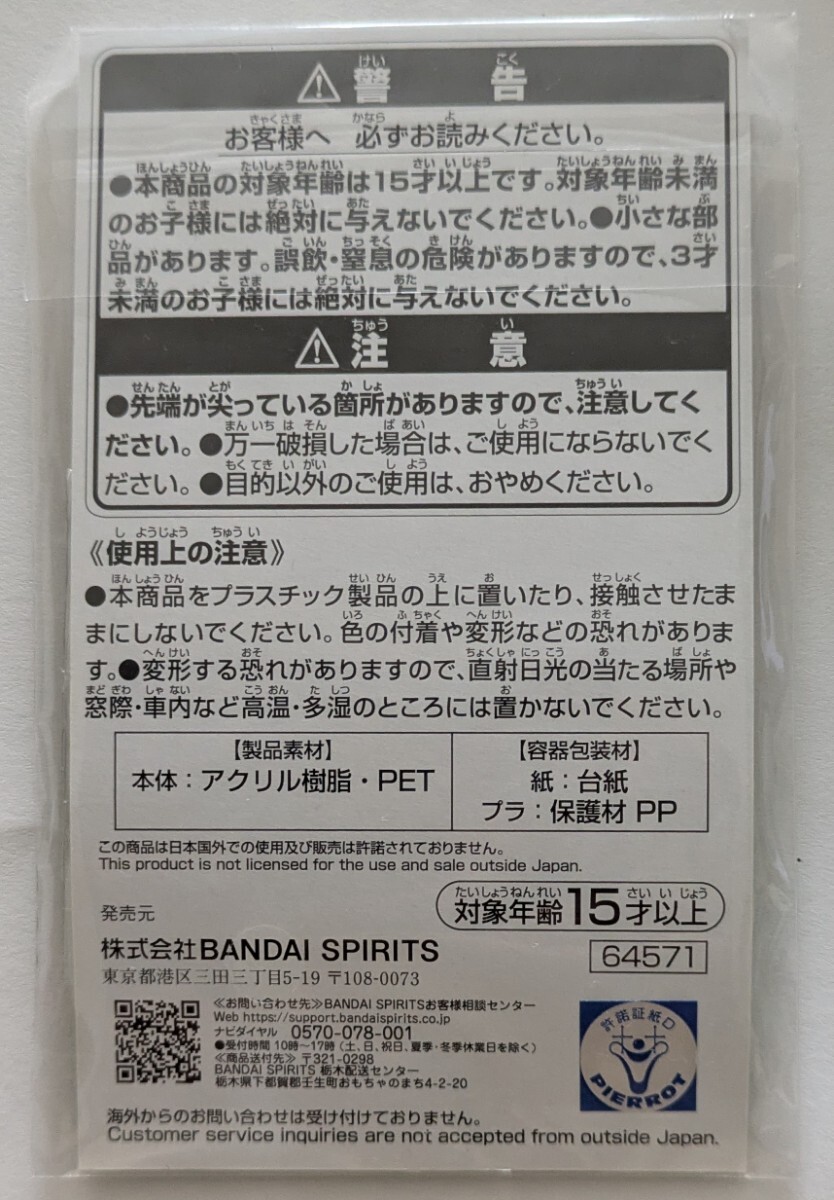 ⚠警告
お客様へ 必ずお読みください。
●本商品の対象年齢は15才以上です。対象年齢未満
のお子様には絶対に与えないでください。●小さな部
品があります。誤飲・窒息の危険がありますので、3才
未満のお子様には絶対に与えないでください。
⚠注意
●先端が尖っている箇所がありますので、注意してく
ださい。●万一破損した場合は、ご使用にならないでく
ださい。●目的以外のご使用は、おやめください。
《使用上の注意》
●本商品をプラスチック製品の上に置いたり、接触させたま
まにしないでください。色の付着や変形などの恐れがありま
す。●変形する恐れがありますので、直射日光の当たる場所や
窓際・車内など高温・多湿のところには置かないでください。
【製品素材】
本体：アクリル樹脂・PET
【容器包装材】
紙：台紙
プラ：保護材 PP
この商品は日本国外での使用及び販売は許諾されておりません。
This product is not licensed for the use and sale outside Japan.
対象年齢15才以上
発売元
株式会社BANDAI SPIRITS
64571
東京都港区三田三丁目5-19 〒108-0073
≪お問い合わせ先≫BANDAI SPIRITSお客様相談センター
Web https://support.bandaispirits.co.jp
ナビダイヤル 0570-078-001
●受付時間 10時～17時 (土、日、祝日、夏季・冬季休業日を除く)
≪商品送付先≫ 〒321-0298
BANDAI SPIRITS 栃木配送センター
栃木県下都賀郡壬生町おもちゃのまち4-2-20
許諾証紙
PIERROT
海外からのお問い合わせは受け付けておりません。
Customer service inquiries are not accepted from outside Japan.